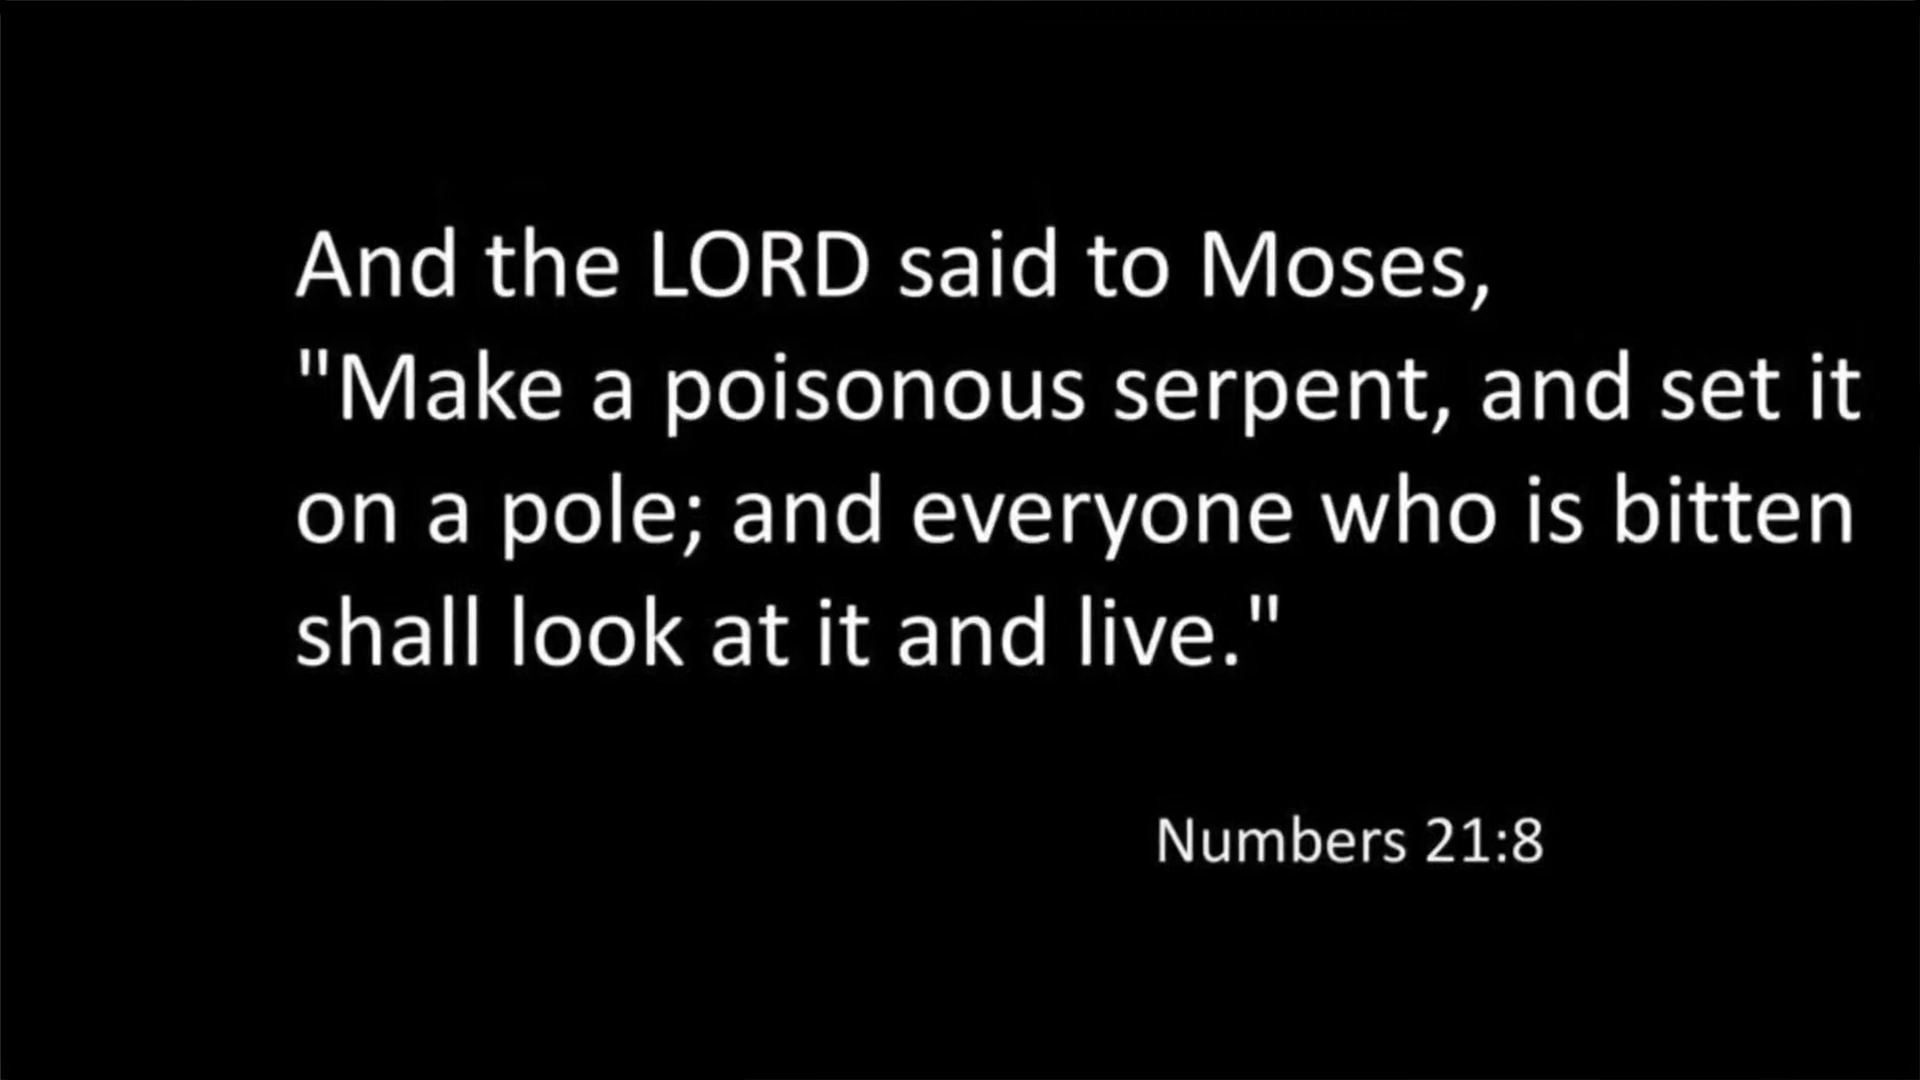 And the LORD said to Moses,
"Make a poisonous serpent, and set it
on a pole; and everyone who is bitten
shall look at it and live."
Numbers 21:8